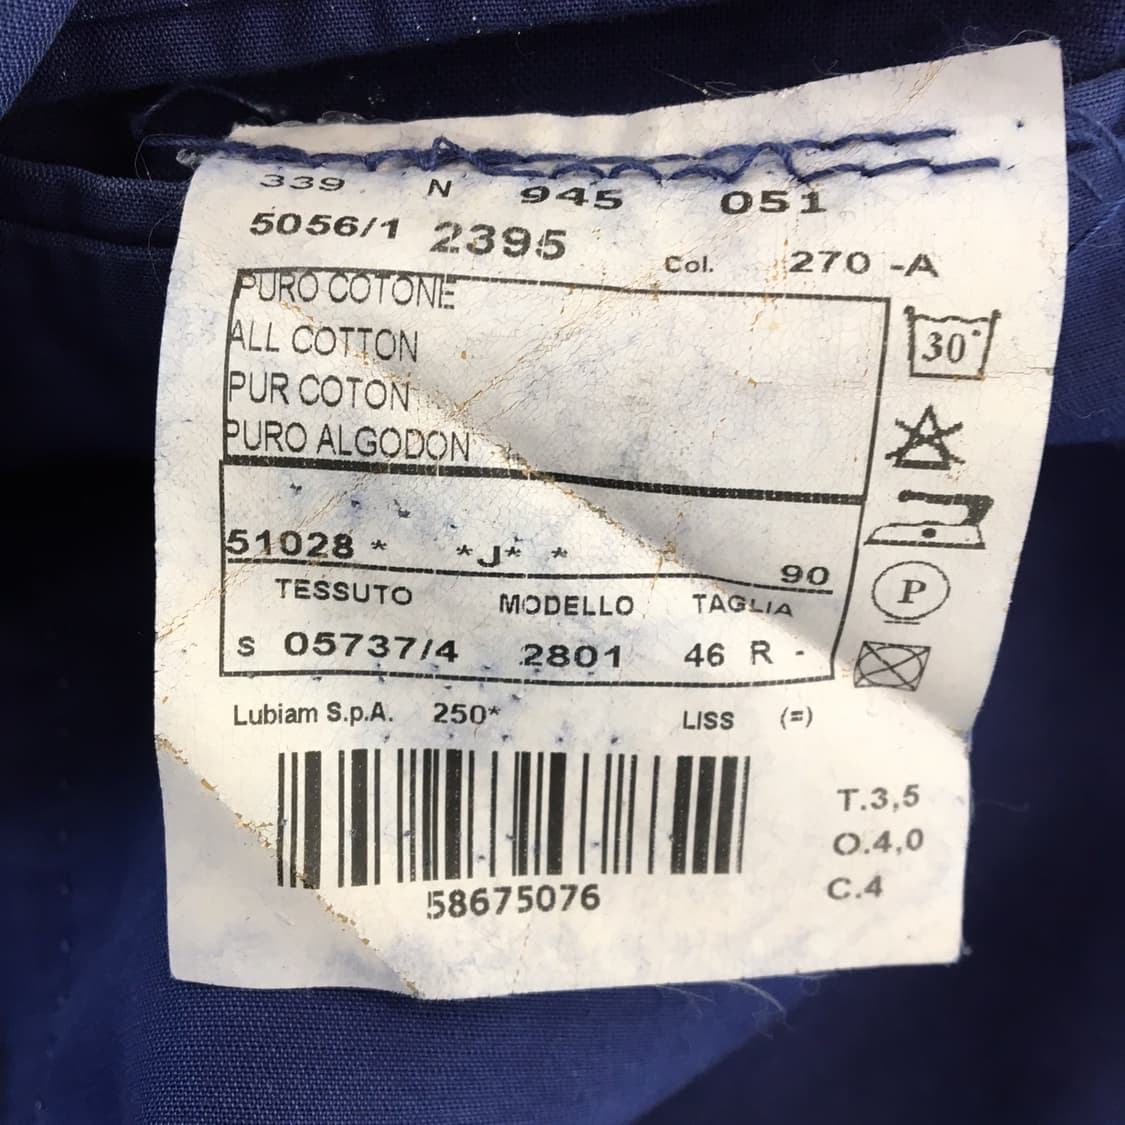 339 N 945 051
5056/1 2395 Col. 270 -A
PURO COTONE
ALL COTTON
PUR COTON
PURO ALGODON
30°
51028 * *J* * 90
TESSUTO MODELLO TAGLIA
P
S 05737/4 2801 46 R -
Lubiam S.p.A. 250* LISS (=)
T.3,5
O.4,0
C.4
58675076